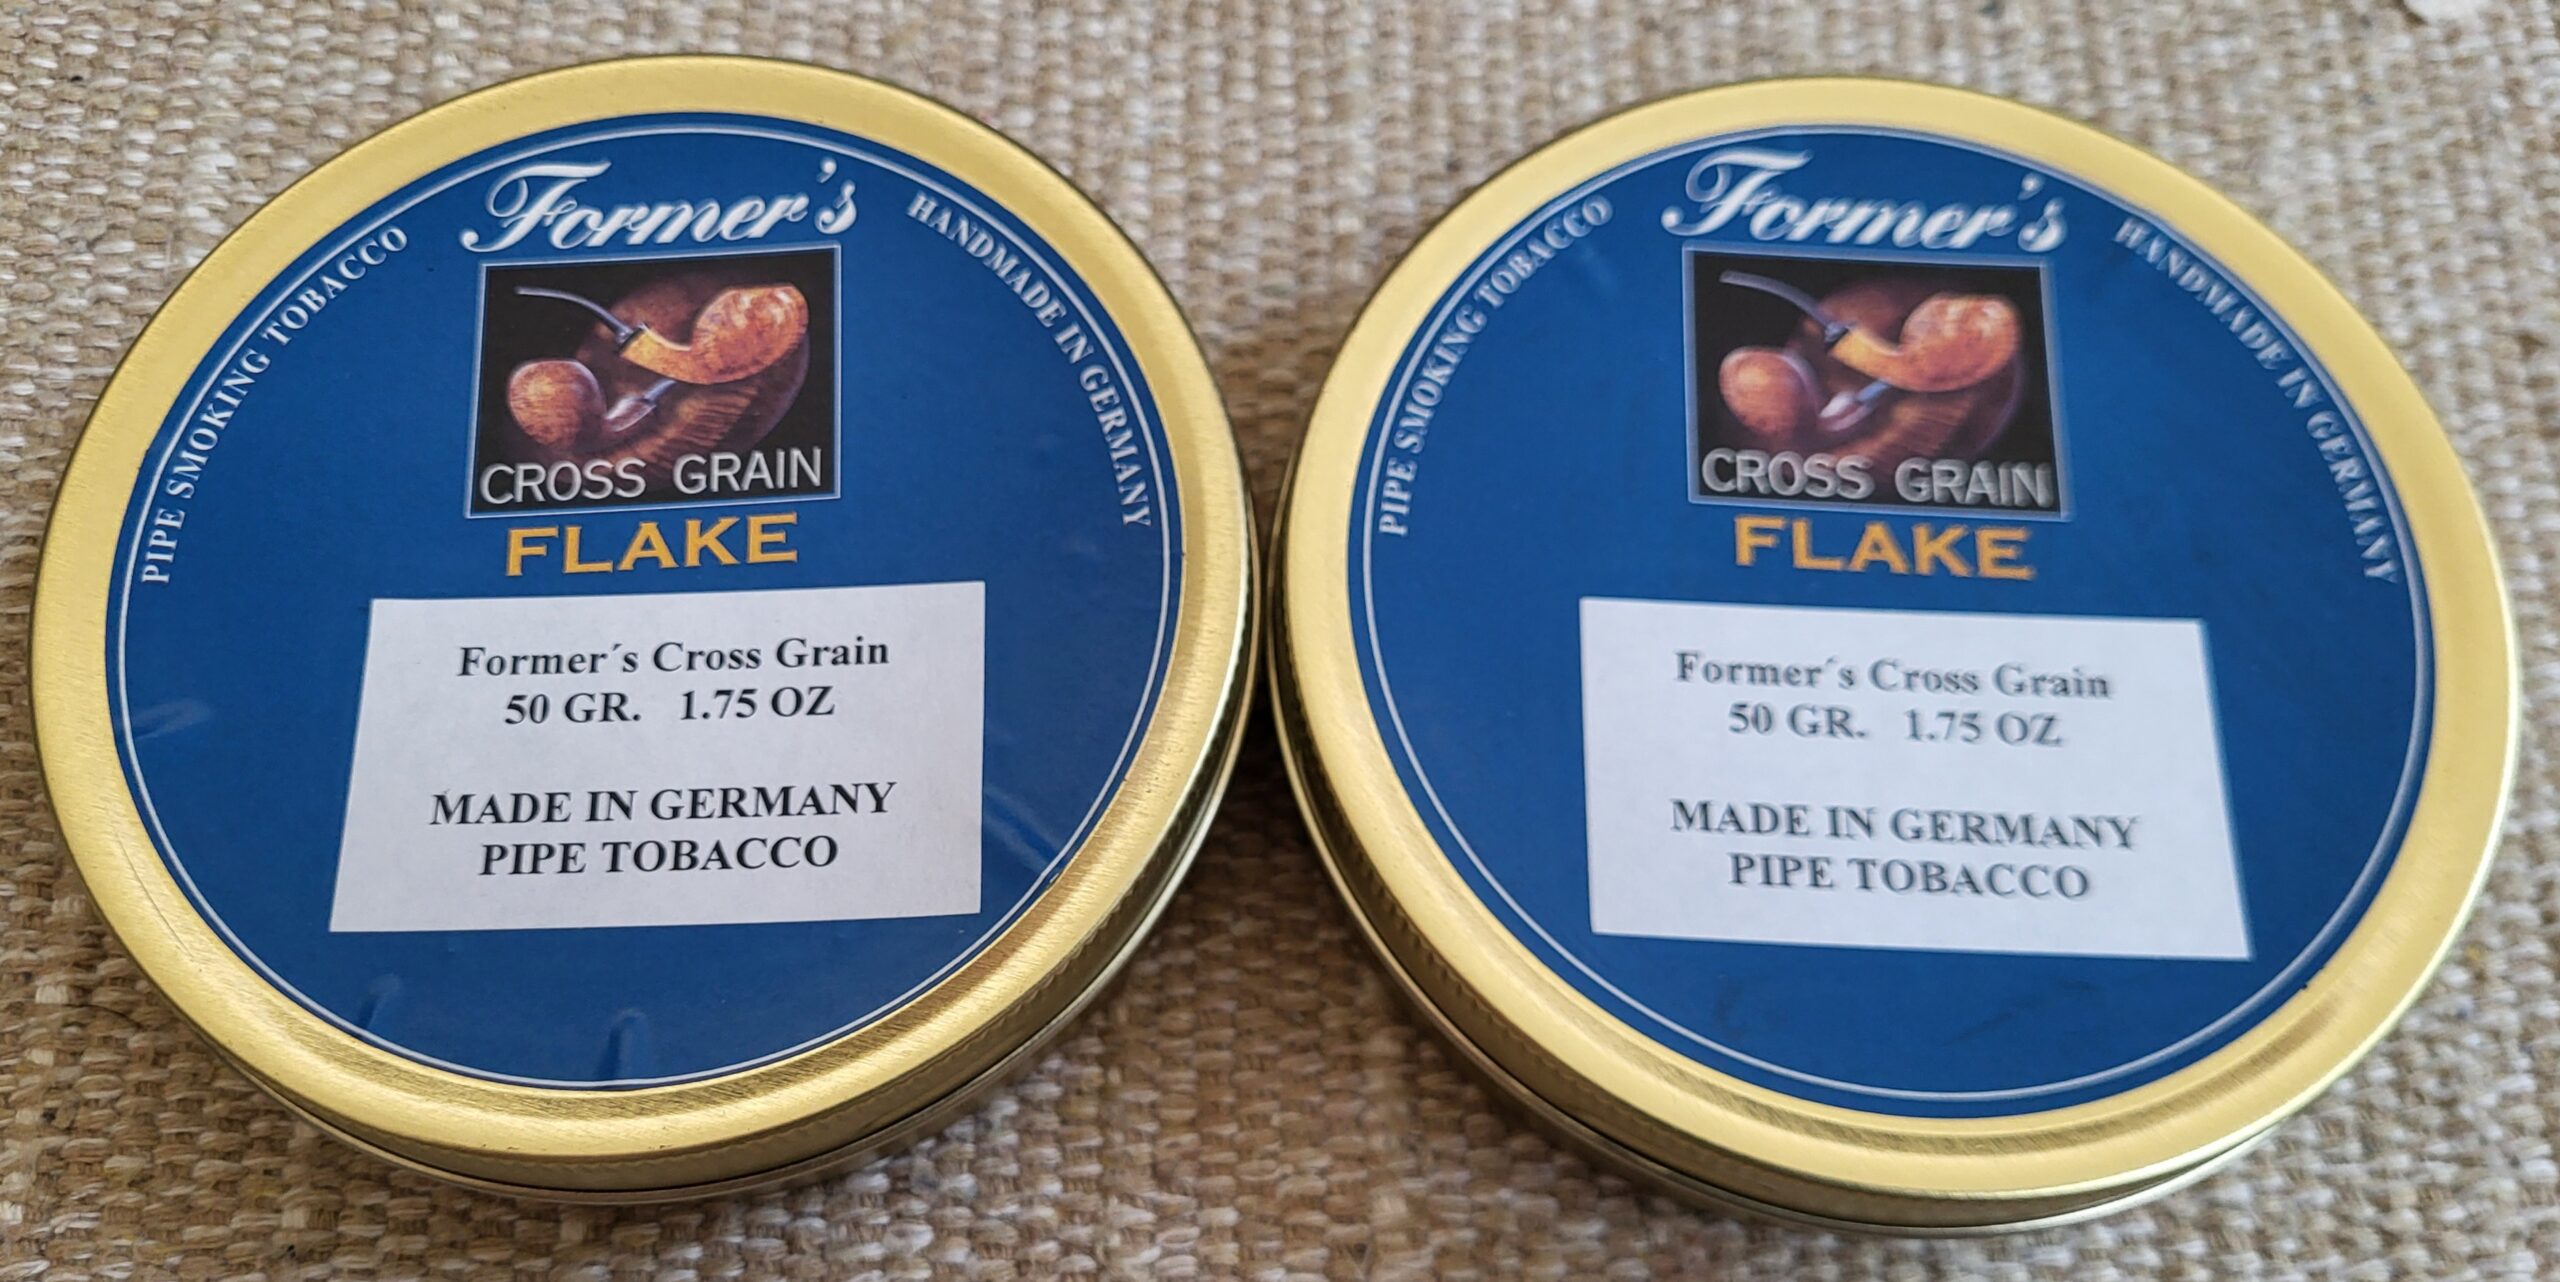 Former's
PIPE SMOKING TOBACCO
HANDMADE IN GERMANY
CROSS GRAIN
FLAKE
Former´s Cross Grain
50 GR. 1.75 OZ
MADE IN GERMANY
PIPE TOBACCO
Former's
PIPE SMOKING TOBACCO
HANDMADE IN GERMANY
CROSS GRAIN
FLAKE
Former´s Cross Grain
50 GR. 1.75 OZ
MADE IN GERMANY
PIPE TOBACCO